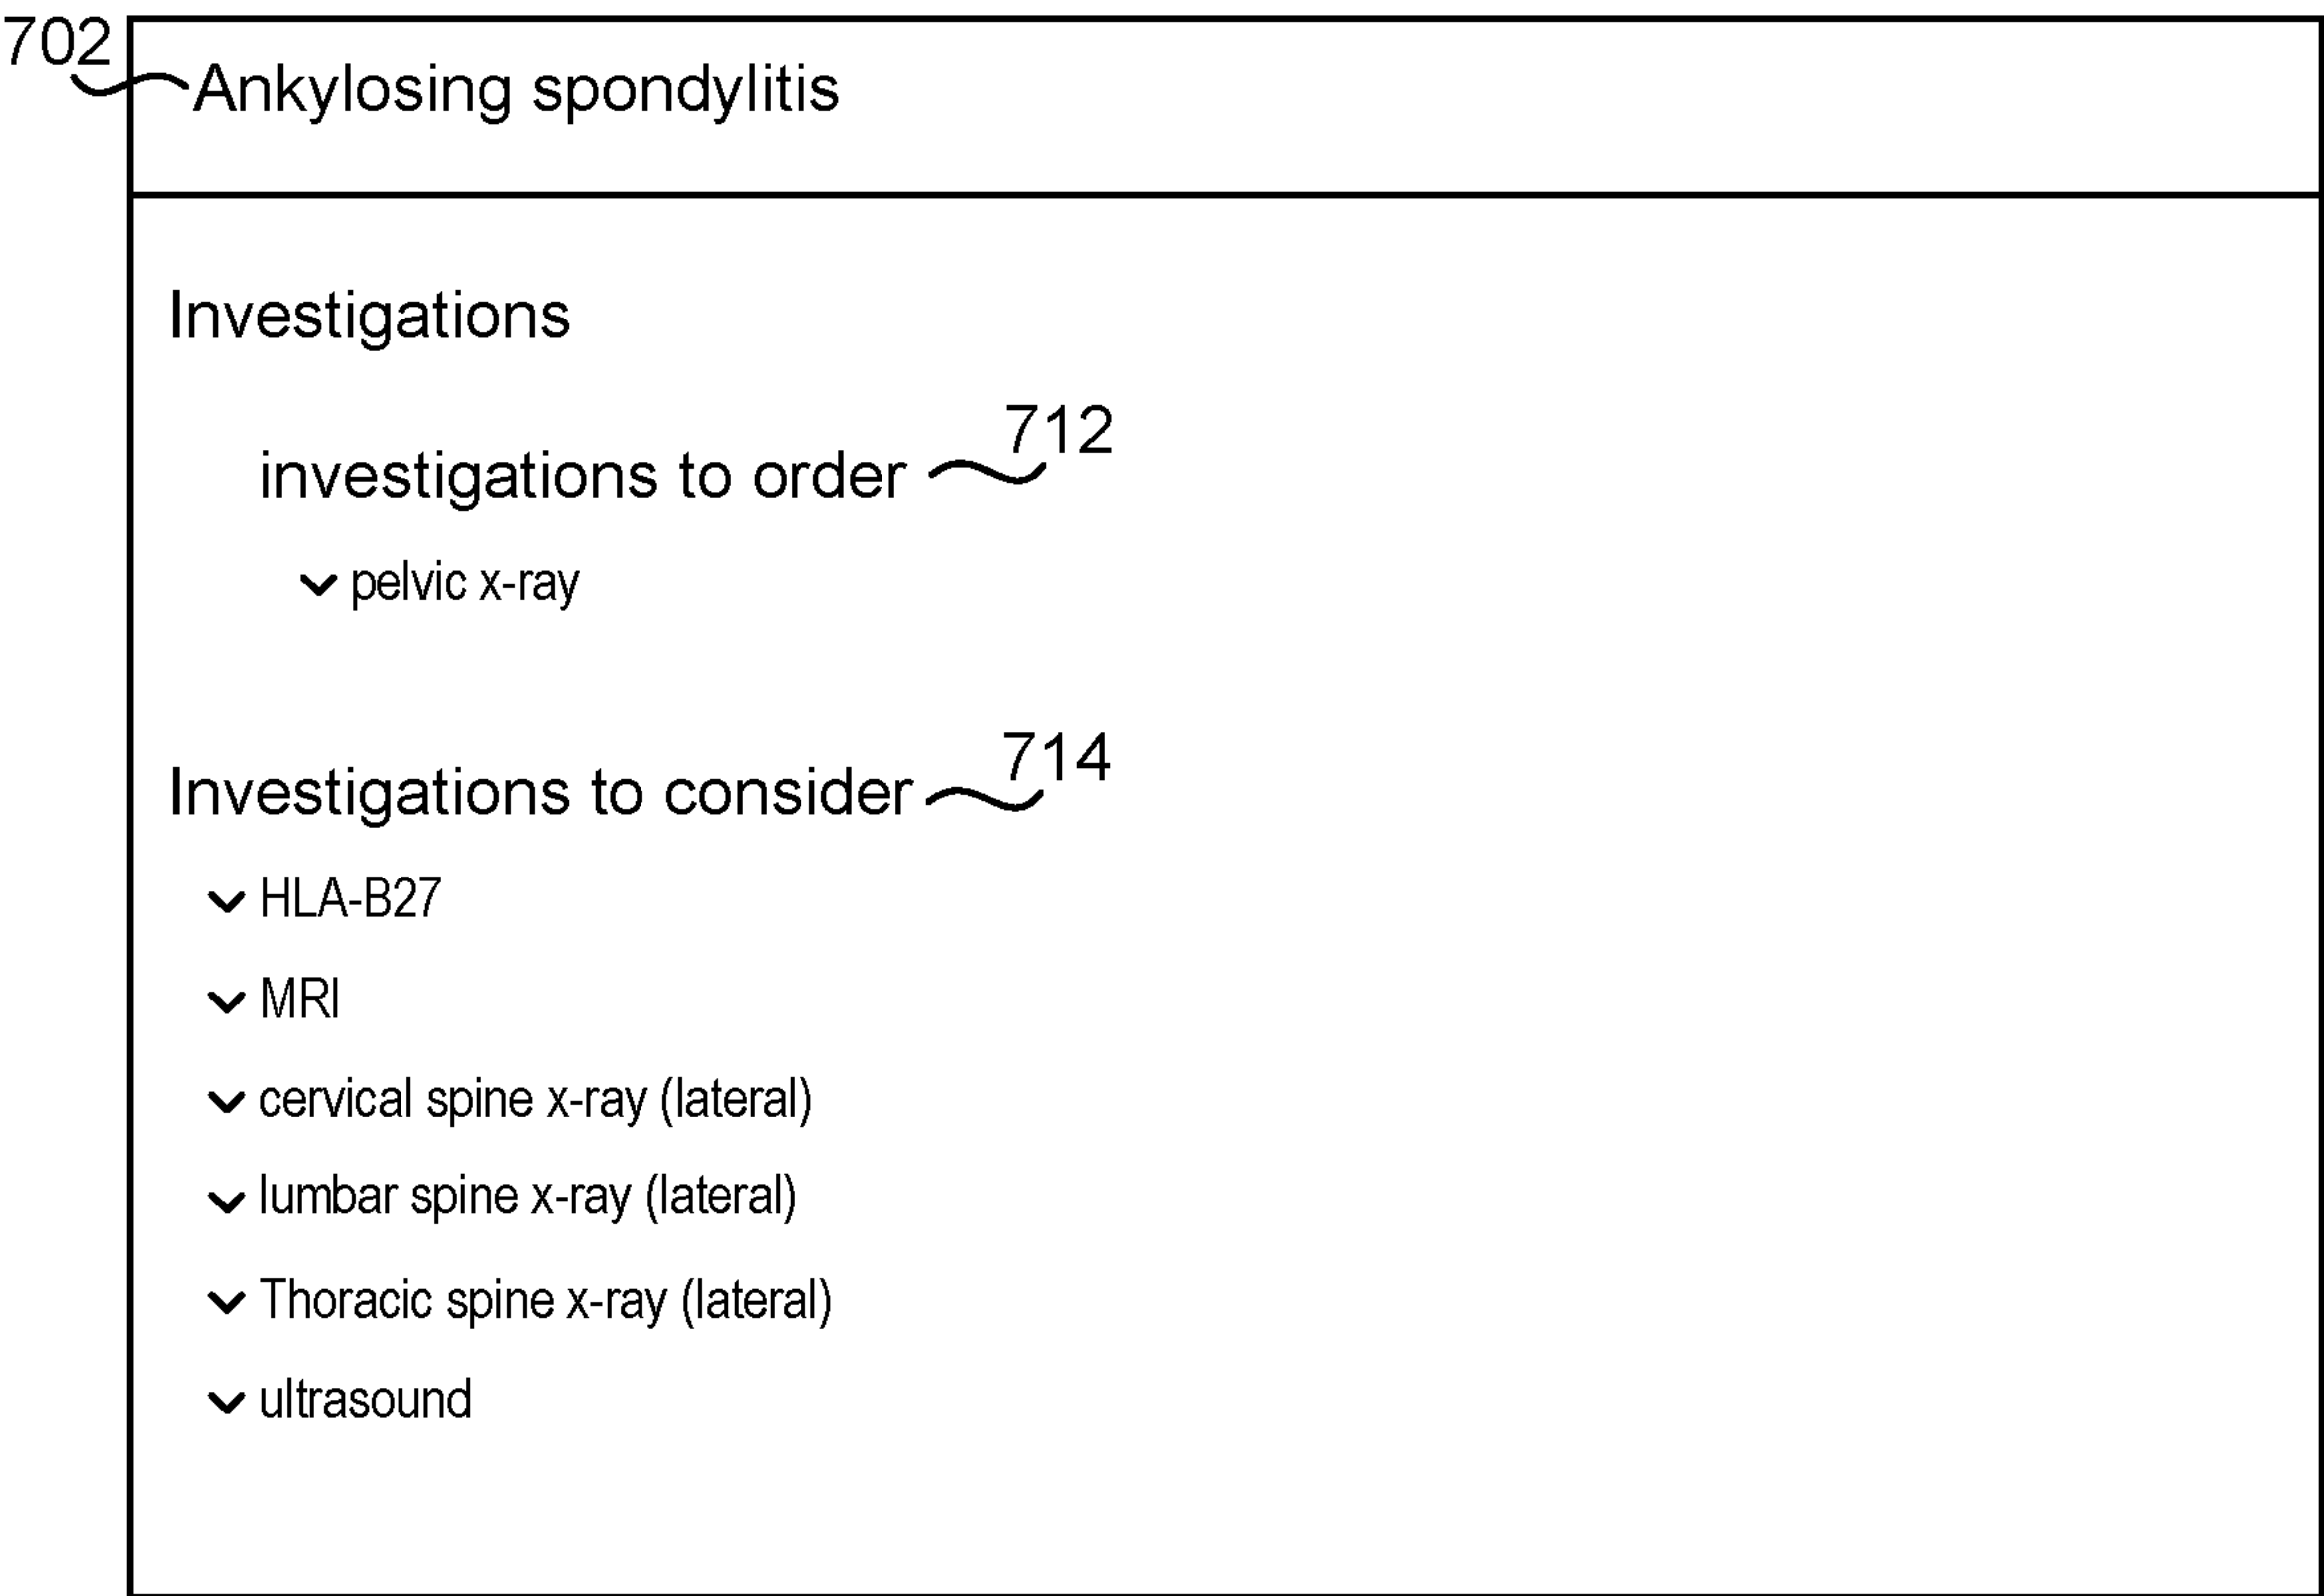 702
Ankylosing spondylitis
Investigations
investigations to order 712
pelvic x-ray
Investigations to consider 714
HLA-B27
MRI
cervical spine x-ray (lateral)
lumbar spine x-ray (lateral)
Thoracic spine x-ray (lateral)
ultrasound